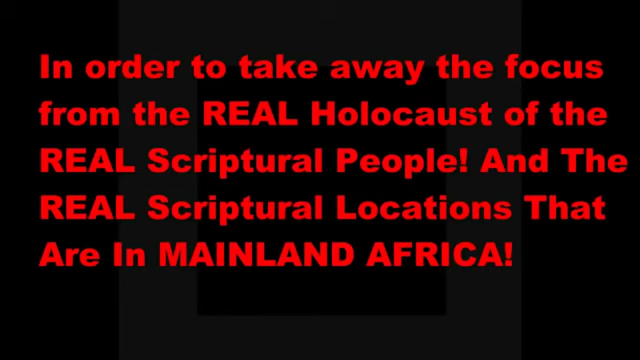 In order to take away the focus
from the REAL Holocaust of the
REAL Scriptural People! And The
REAL Scriptural Locations That
Are In MAINLAND AFRICA!